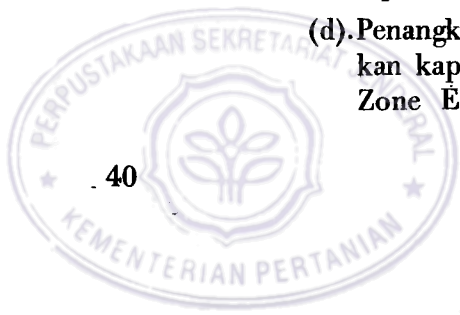 (d).Penangk
kan kap
Zone E
40
PERPUSTAKAAN SEKRETARIAT JENDERAL
KEMENTERIAN PERTANIAN